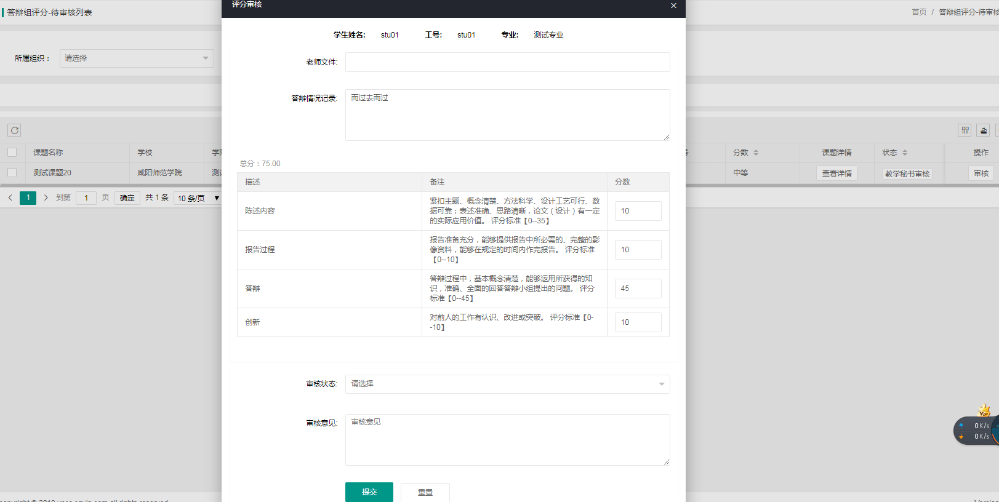 答辩组评分-待审核列表
评分审核
首页 / 答辩组评分-待审核
学生姓名: stu01 工号: stu01 专业: 测试专业
所属组织： 请选择
老师文件:
答辩情况记录: 而过去而过
课题名称 学校 分数 课题详情 状态 操作
测试课题20 咸阳师范学院 中等 查看详情 教学秘书审核 审核
1 到第 1 页 确定 共 1 条 10 条/页
总分：75.00
描述 备注 分数
陈述内容
紧扣主题、概念清楚、方法科学、设计工艺可行、数
据可靠；表述准确、思路清晰，论文（设计）有一定
的实际应用价值。 评分标准【0--35】
10
报告过程
报告准备充分，能够提供报告中所必需的、完整的影
像资料，能够在规定的时间内作完报告。 评分标准
【0--10】
10
答辩
答辩过程中，基本概念清楚，能够运用所获得的知
识，准确、全面的回答答辩小组提出的问题。 评分
标准【0--45】
45
创新
对前人的工作有认识、改进或突破。 评分标准【0-
-10】
10
审核状态: 请选择
审核意见: 审核意见
提交 重置
VIP
0K/s
0K/s